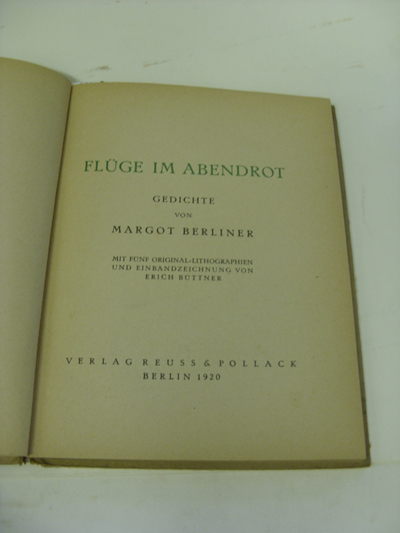 FLÜGE IM ABENDROT
GEDICHTE
VON
MARGOT BERLINER
MIT FÜNF ORIGINAL-LITHOGRAPHIEN
UND EINBANDZEICHNUNG VON
ERICH BÜTTNER
VERLAG REUSS & POLLACK
BERLIN 1920